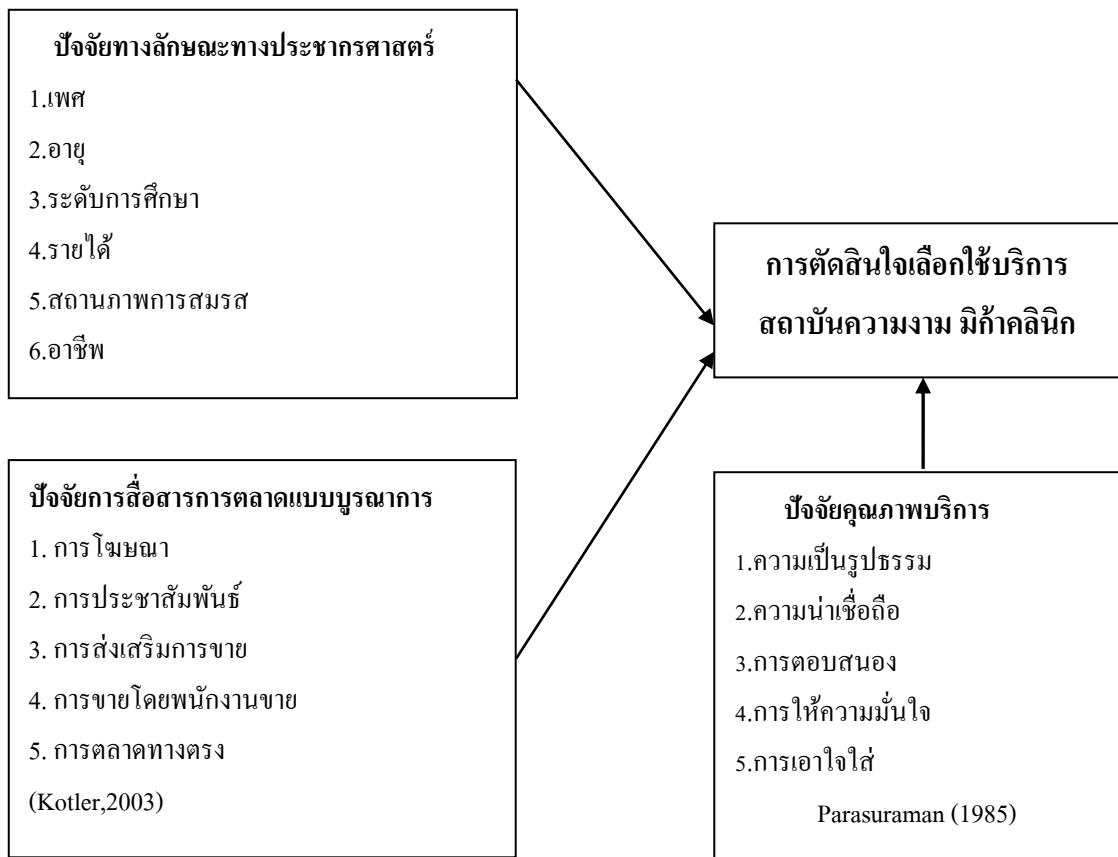 ปัจจัยทางลักษณะทางประชากรศาสตร์
1.เพศ
2.อายุ
3.ระดับการศึกษา
4.รายได้
5.สถานภาพการสมรส
6.อาชีพ
การตัดสินใจเลือกใช้บริการ
สถาบันความงาม มิก้าคลินิก
ปัจจัยการสื่อสารการตลาดแบบบูรณาการ
1. การโฆษณา
2. การประชาสัมพันธ์
3. การส่งเสริมการขาย
4. การขายโดยพนักงานขาย
5. การตลาดทางตรง
(Kotler,2003)
ปัจจัยคุณภาพบริการ
1.ความเป็นรูปธรรม
2.ความน่าเชื่อถือ
3.การตอบสนอง
4.การให้ความมั่นใจ
5.การเอาใจใส่
Parasuraman (1985)